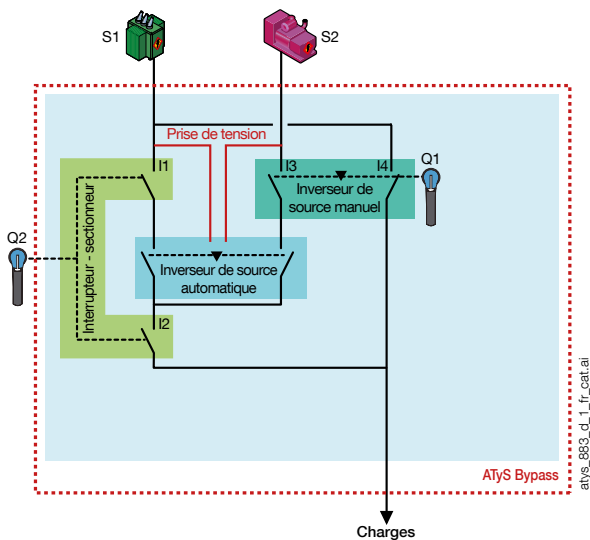 S1
S2
Prise de tension
I1
I3
I4
Q1
Inverseur de
source manuel
Q2
Interrupteur - sectionneur
Inverseur de source
automatique
I2
ATyS Bypass
atys_883_d_1_fr_cat.ai
Charges